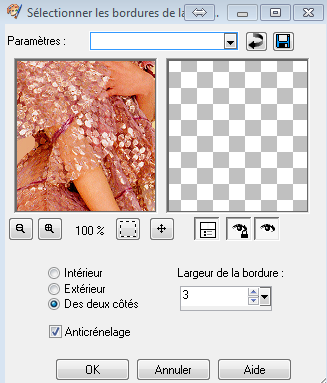 Sélectionner les bordures de la ...
Paramètres :
100 %
Intérieur
Extérieur
Des deux côtés
Largeur de la bordure :
3
Anticrénelage
OK Annuler Aide